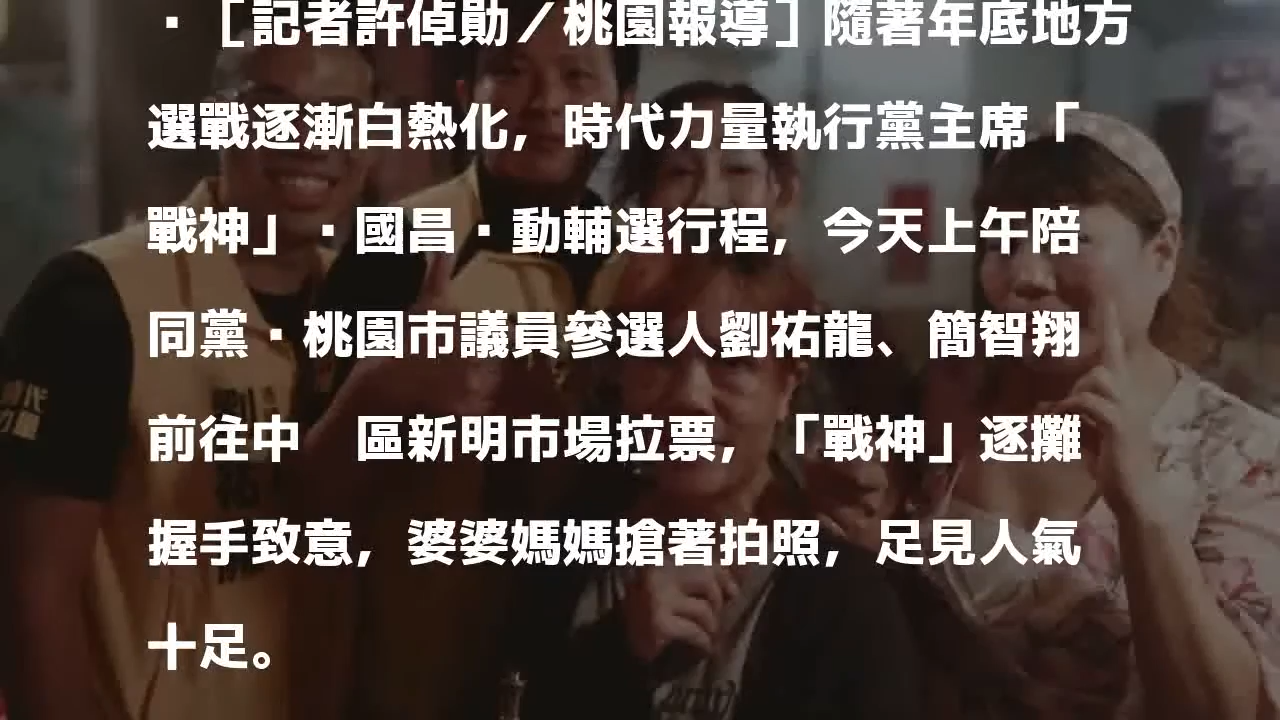 ·［記者許倬勛／桃園報導］隨著年底地方
選戰逐漸白熱化，時代力量執行黨主席「
戰神」·國昌·動輔選行程，今天上午陪
同黨·桃園市議員參選人劉祐龍、簡智翔
前往中　區新明市場拉票，「戰神」逐攤
握手致意，婆婆媽媽搶著拍照，足見人氣
十足。
時代
力量